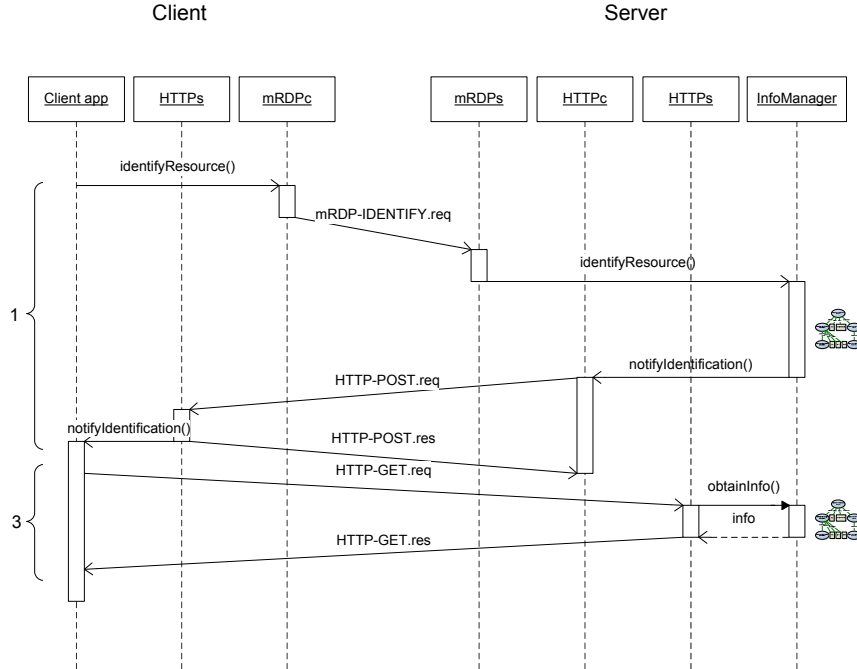 Client
Server
Client app
HTTPs
mRDPc
mRDPs
HTTPc
HTTPs
InfoManager
identifyResource()
mRDP-IDENTIFY.req
identifyResource()
1
notifyIdentification()
HTTP-POST.req
notifyIdentification()
HTTP-POST.res
HTTP-GET.req
obtainInfo()
3
info
HTTP-GET.res